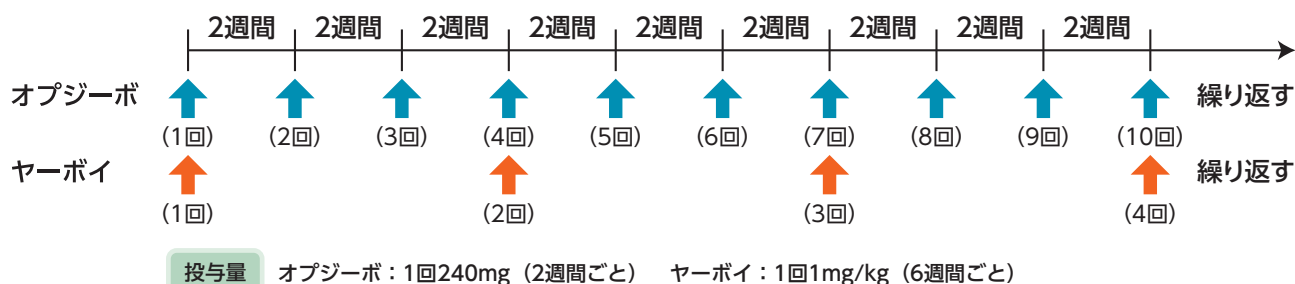 2週間 2週間 2週間 2週間 2週間 2週間 2週間 2週間 2週間
オプジーボ 繰り返す
(1回) (2回) (3回) (4回) (5回) (6回) (7回) (8回) (9回) (10回)
ヤーボイ 繰り返す
(1回) (2回) (3回) (4回)
投与量 オプジーボ：1回240mg（2週間ごと） ヤーボイ：1回1mg/kg（6週間ごと）